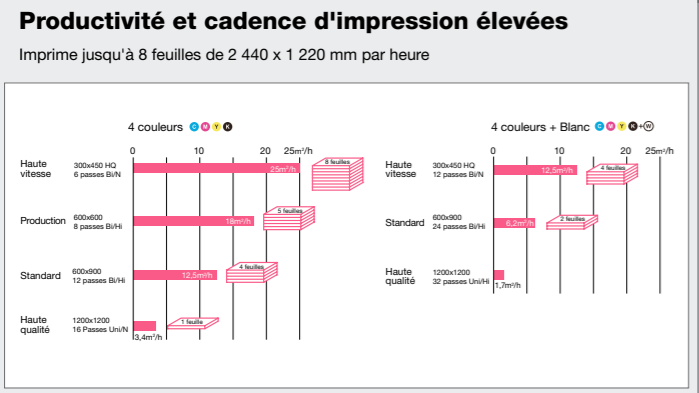 Productivité et cadence d'impression élevées
Imprime jusqu'à 8 feuilles de 2 440 x 1 220 mm par heure
4 couleurs C M Y K
0 10 20 25m²/h
Haute vitesse
300x450 HQ
6 passes Bi/N
25m²/h
8 feuilles
Production
600x600
8 passes Bi/Hi
18m²/h
5 feuilles
Standard
600x900
12 passes Bi/Hi
12,5m²/h
4 feuilles
Haute qualité
1200x1200
16 Passes Uni/N
3,4m²/h
1 feuille
4 couleurs + Blanc C M Y K+W
0 10 20 25m²/h
Haute vitesse
300x450 HQ
12 passes Bi/N
12,5m²/h
4 feuilles
Standard
600x900
24 passes Bi/Hi
6,2m²/h
2 feuilles
Haute qualité
1200x1200
32 passes Uni/Hi
1,7m²/h